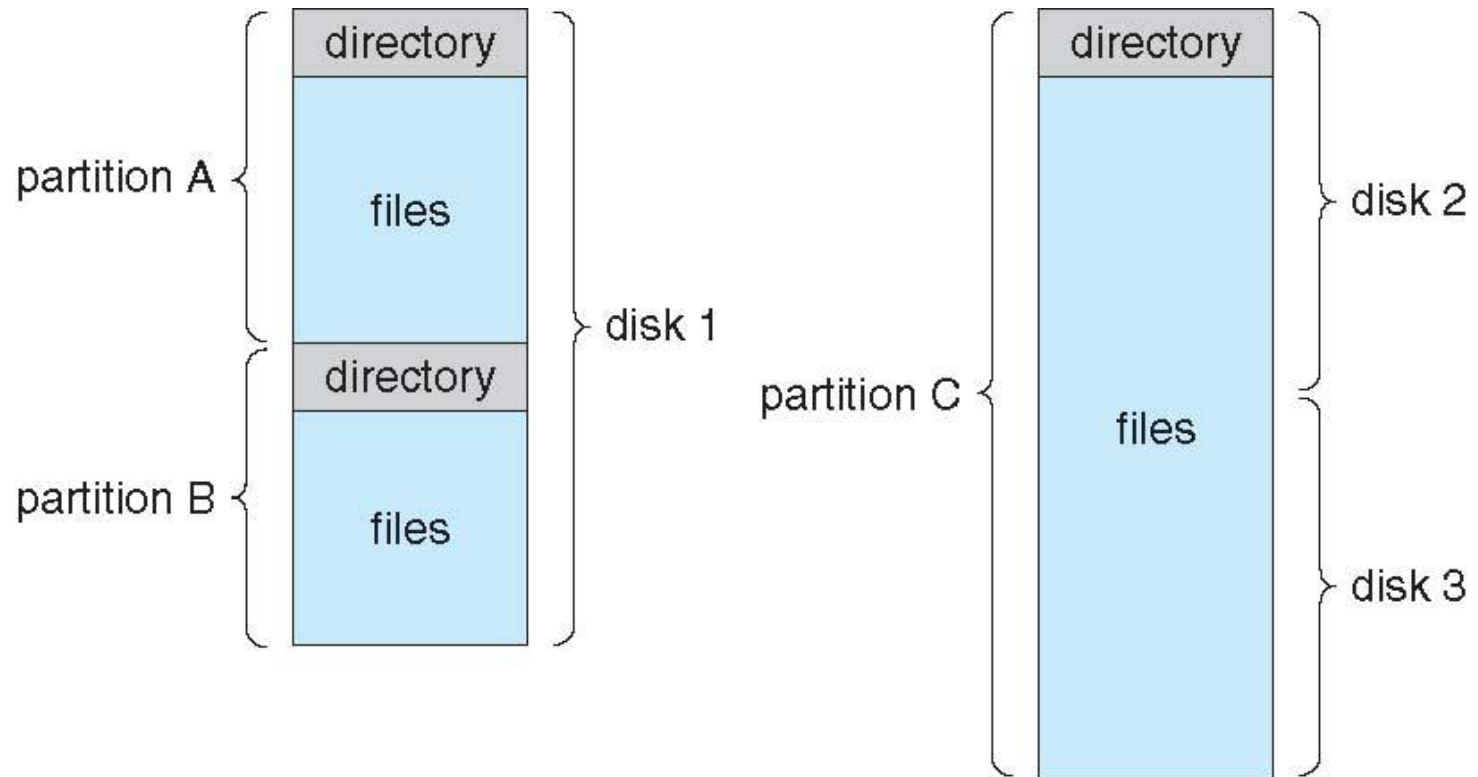 directory
partition A
files
disk 1
directory
partition B
files
directory
disk 2
partition C
files
disk 3